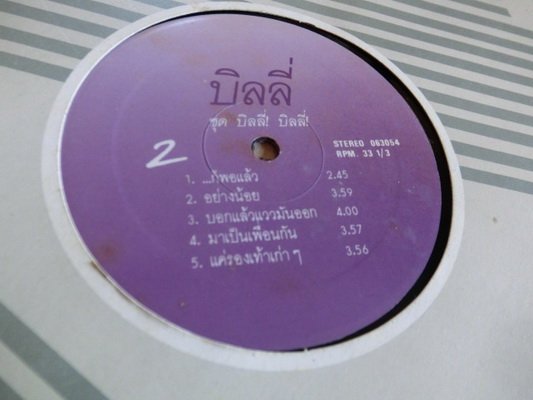 บิลลี่
ชุด บิลลี่! บิลลี่!
2
STEREO 063054
RPM. 33 1/3
1. ...ก็พอแล้ว 2.45
2. อย่างน้อย 3.59
3. บอกแล้วแววมันออก 4.00
4. มาเป็นเพื่อนกัน 3.57
5. แค่รองเท้าเก่า ๆ 3.56